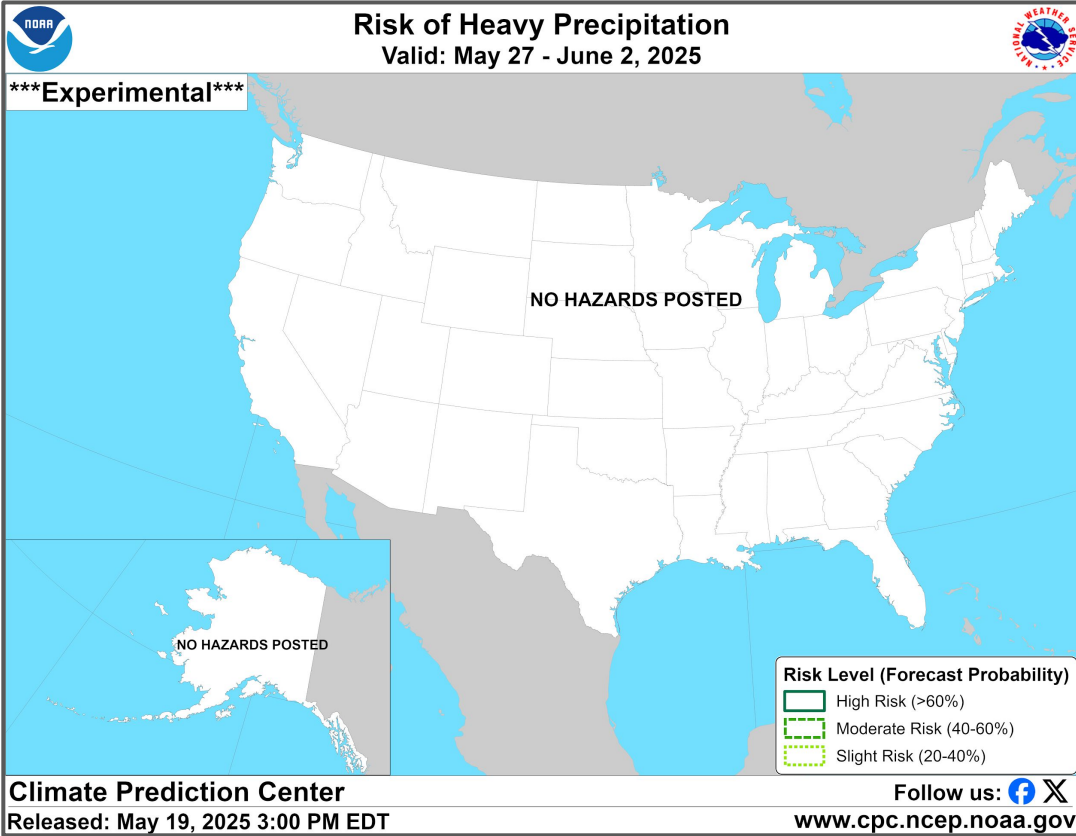 NOAA
Risk of Heavy Precipitation
Valid: May 27 - June 2, 2025
NATIONAL WEATHER SERVICE
***Experimental***
NO HAZARDS POSTED
NO HAZARDS POSTED
Risk Level (Forecast Probability)
High Risk (>60%)
Moderate Risk (40-60%)
Slight Risk (20-40%)
Climate Prediction Center
Follow us:
Released: May 19, 2025 3:00 PM EDT
www.cpc.ncep.noaa.gov